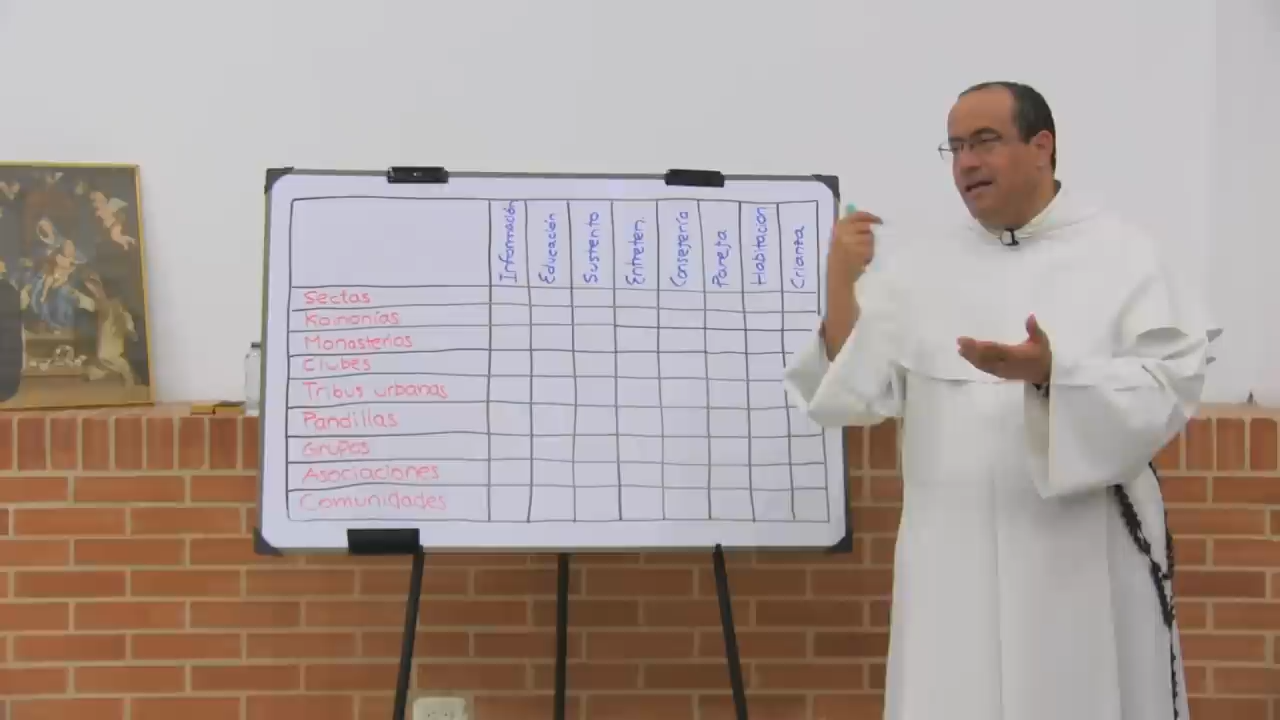 Información
Educación
Sustento
Entreten.
Consejería
Pareja
Habitación
Crianza
Sectas
Koinonías
Monasterios
Clubes
Tribus urbanas
Pandillas
Grupos
Asociaciones
Comunidades